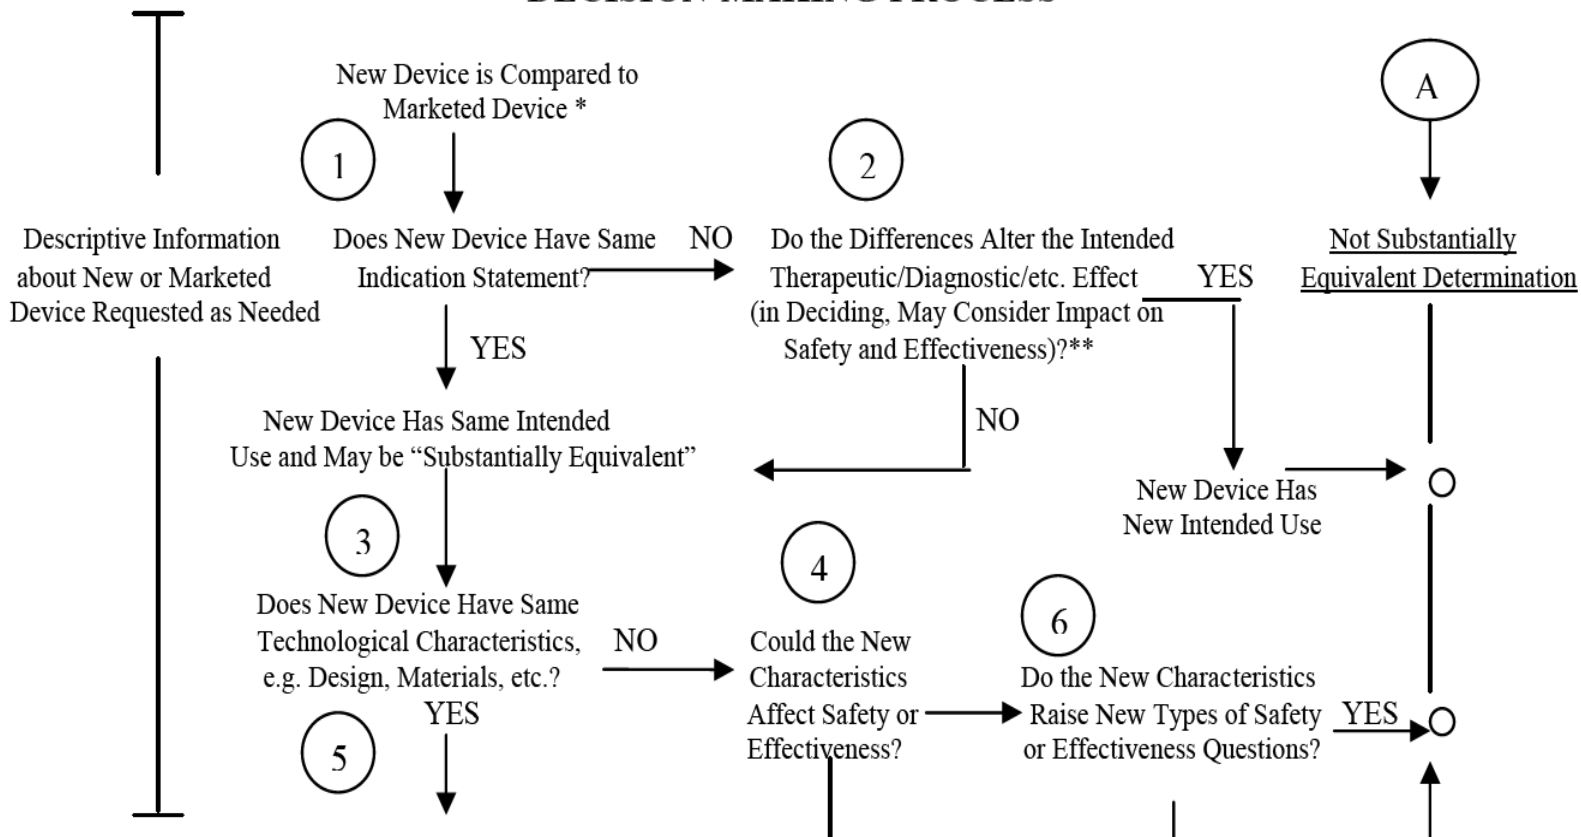 DECISION MAKING PROCESS
New Device is Compared to
Marketed Device *
A
1
2
Descriptive Information
about New or Marketed
Device Requested as Needed
Does New Device Have Same
Indication Statement?
NO
Do the Differences Alter the Intended
Therapeutic/Diagnostic/etc. Effect
(in Deciding, May Consider Impact on
Safety and Effectiveness)?**
YES
Not Substantially
Equivalent Determination
YES
New Device Has Same Intended
Use and May be “Substantially Equivalent”
NO
New Device Has
New Intended Use
3
4
6
Does New Device Have Same
Technological Characteristics,
e.g. Design, Materials, etc.?
NO
Could the New
Characteristics
Affect Safety or
Effectiveness?
Do the New Characteristics
Raise New Types of Safety
or Effectiveness Questions?
YES
YES
5